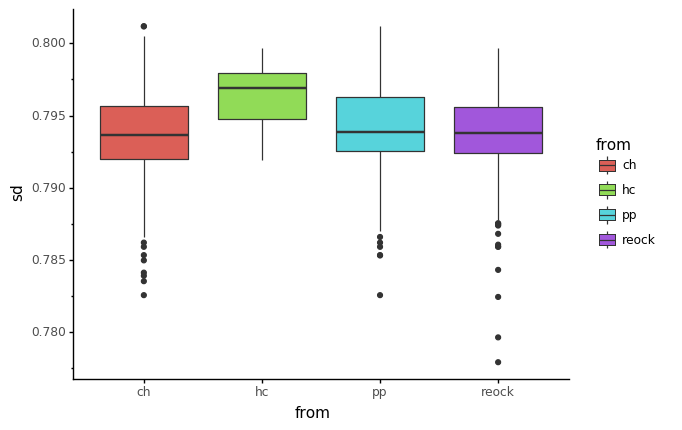 0.800
0.795
0.790
0.785
0.780
sd
ch
hc
pp
reock
from
from
ch
hc
pp
reock